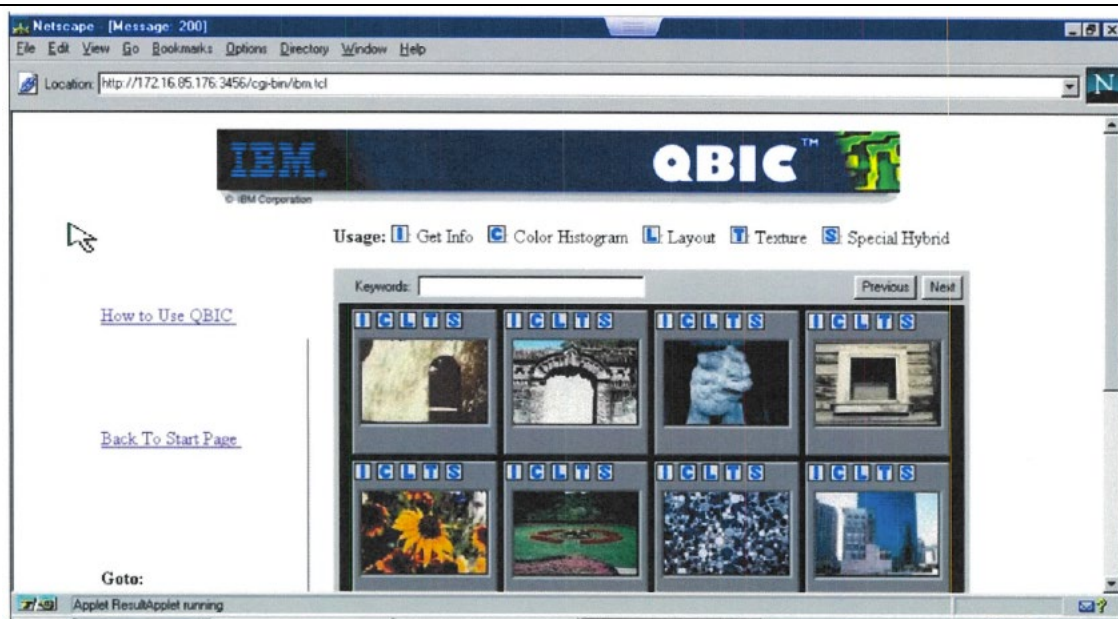 Netscape - [Message: 200]
File Edit View Go Bookmarks Options Directory Window Help
Location: http://172.16.85.176:3456/cgi-bin/ibm.tcl
N
IBM. QBIC™
© IBM Corporation
Usage: I: Get Info C: Color Histogram L: Layout T: Texture S: Special Hybrid
Keywords: Previous Next
How to Use QBIC
I C L T S I C L T S I C L T S I C L T S
Back To Start Page
I C L T S I C L T S I C L T S I C L T S
Goto:
Applet ResultApplet running